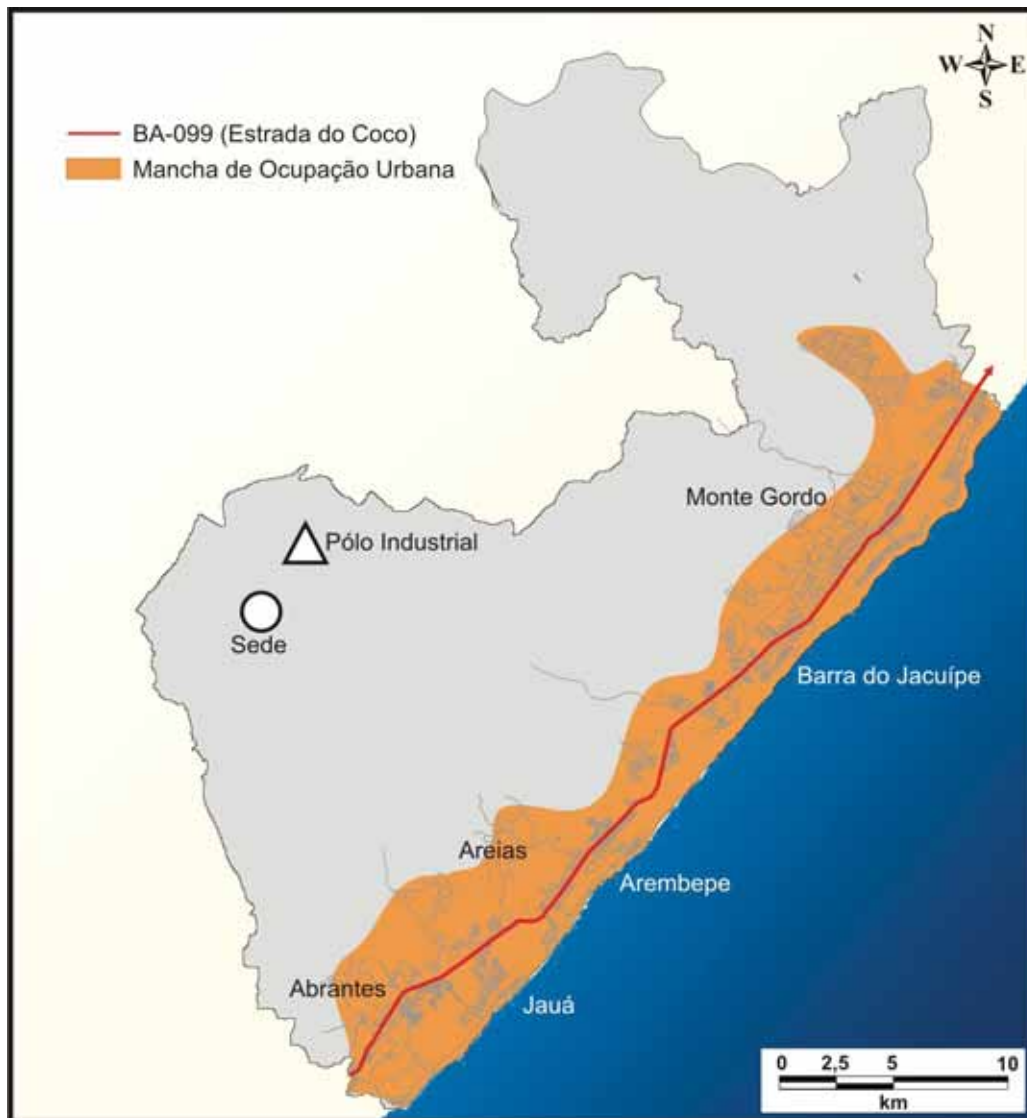 N
W E
S
BA-099 (Estrada do Coco)
Mancha de Ocupação Urbana
Monte Gordo
Pólo Industrial
Sede
Barra do Jacuípe
Areias
Arembepe
Abrantes
Jauá
0 2,5 5 10
km